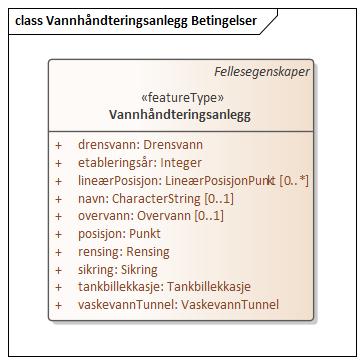 class Vannhåndteringsanlegg Betingelser
Fellesegenskaper
«featureType»
Vannhåndteringsanlegg
+ drensvann: Drensvann
+ etableringsår: Integer
+ lineærPosisjon: LineærPosisjonPunkt [0..*]
+ navn: CharacterString [0..1]
+ overvann: Overvann [0..1]
+ posisjon: Punkt
+ rensing: Rensing
+ sikring: Sikring
+ tankbillekkasje: Tankbillekkasje
+ vaskevannTunnel: VaskevannTunnel